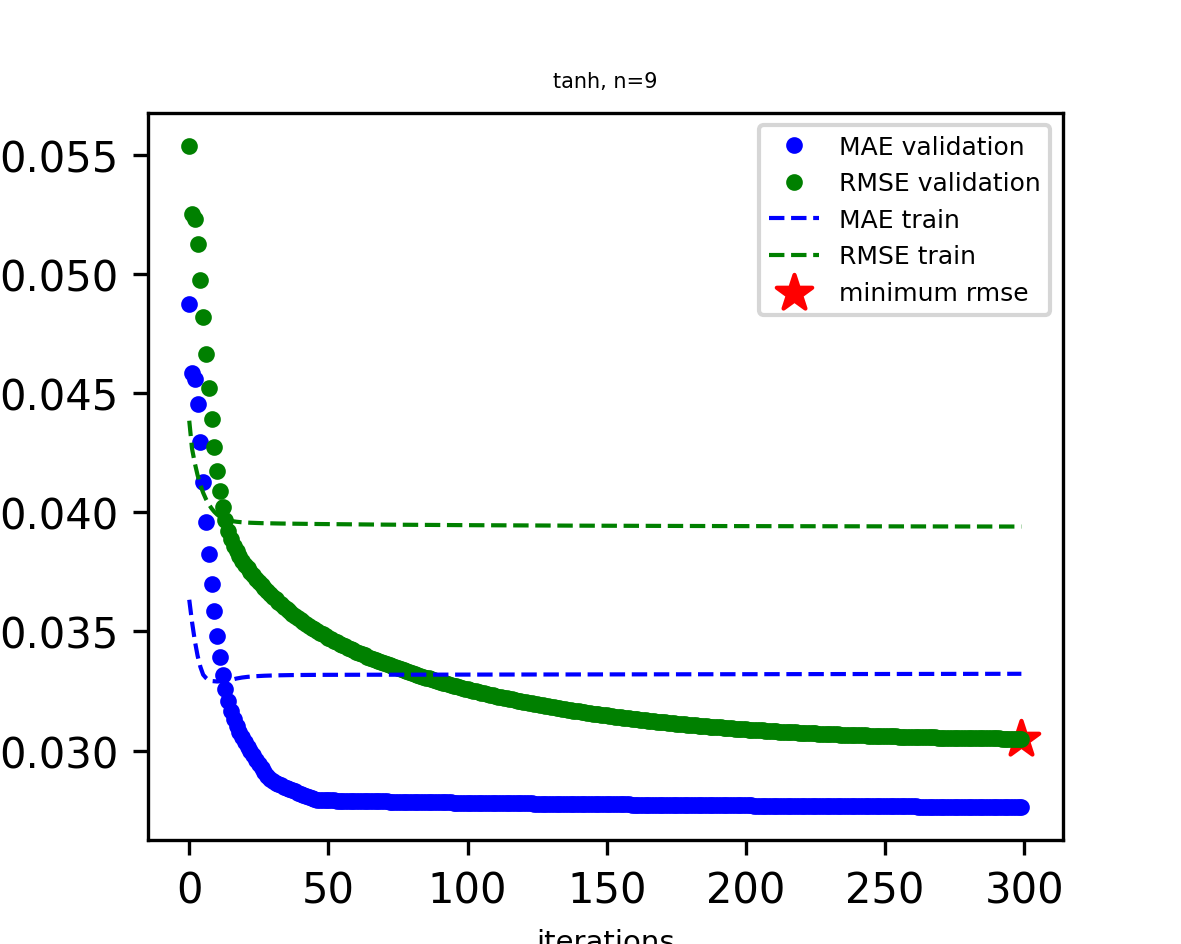 tanh, n=9
0.055
0.050
0.045
0.040
0.035
0.030
MAE validation
RMSE validation
MAE train
RMSE train
minimum rmse
0 50 100 150 200 250 300
iterations